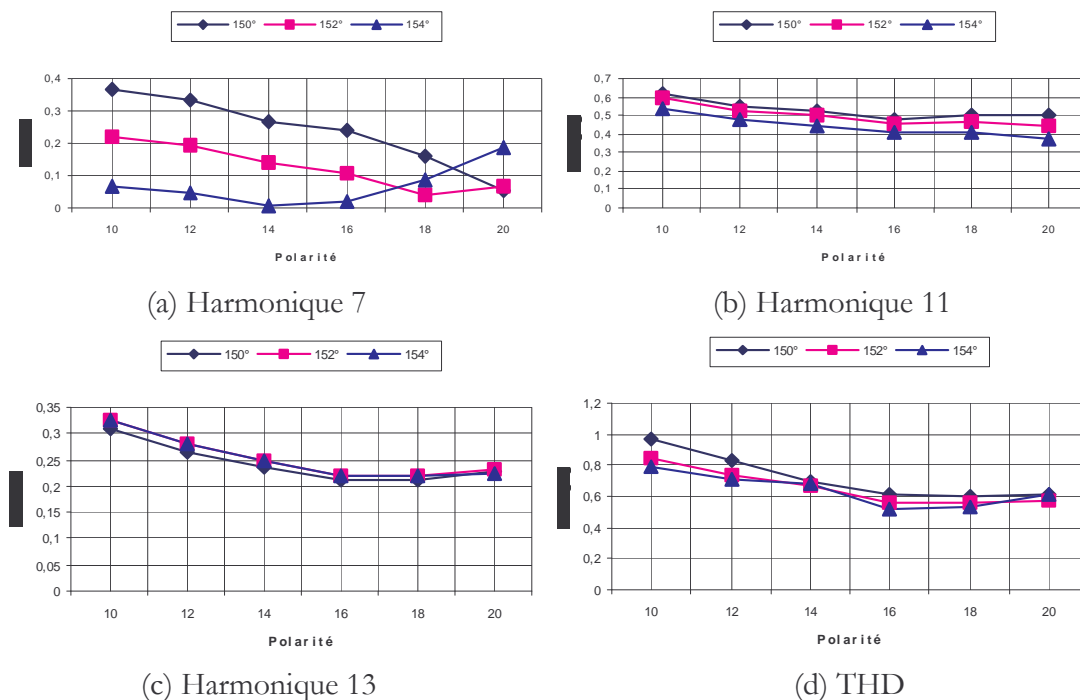 150° 152° 154°
0,4
0,3
0,2
0,1
0
10 12 14 16 18 20
Polarité
(a) Harmonique 7
150° 152° 154°
0,7
0,6
0,5
0,4
0,3
0,2
0,1
0
10 12 14 16 18 20
Polarité
(b) Harmonique 11
150° 152° 154°
0,35
0,3
0,25
0,2
0,15
0,1
0,05
0
10 12 14 16 18 20
Polarité
(c) Harmonique 13
150° 152° 154°
1,2
1
0,8
0,6
0,4
0,2
0
10 12 14 16 18 20
Polarité
(d) THD